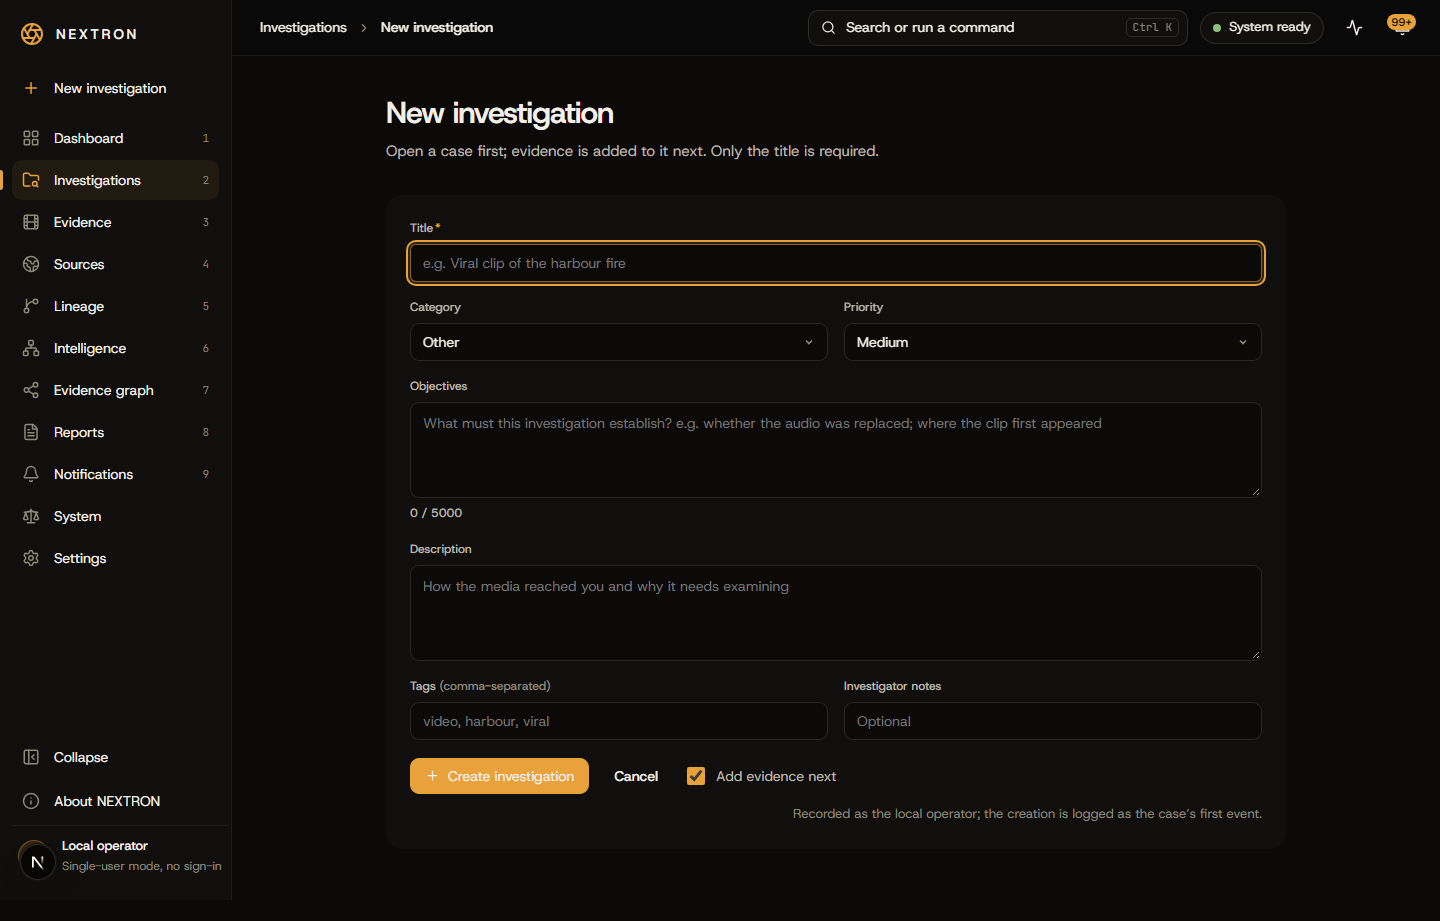 NEXTRON
Investigations > New investigation
Search or run a command
Ctrl K
System ready
99+
New investigation
Dashboard 1
Investigations 2
Evidence 3
Sources 4
Lineage 5
Intelligence 6
Evidence graph 7
Reports 8
Notifications 9
System
Settings
Collapse
About NEXTRON
N
Local operator
Single-user mode, no sign-in
New investigation
Open a case first; evidence is added to it next. Only the title is required.
Title *
e.g. Viral clip of the harbour fire
Category
Other
Priority
Medium
Objectives
What must this investigation establish? e.g. whether the audio was replaced; where the clip first appeared
0 / 5000
Description
How the media reached you and why it needs examining
Tags (comma-separated)
video, harbour, viral
Investigator notes
Optional
+ Create investigation
Cancel
Add evidence next
Recorded as the local operator; the creation is logged as the case's first event.